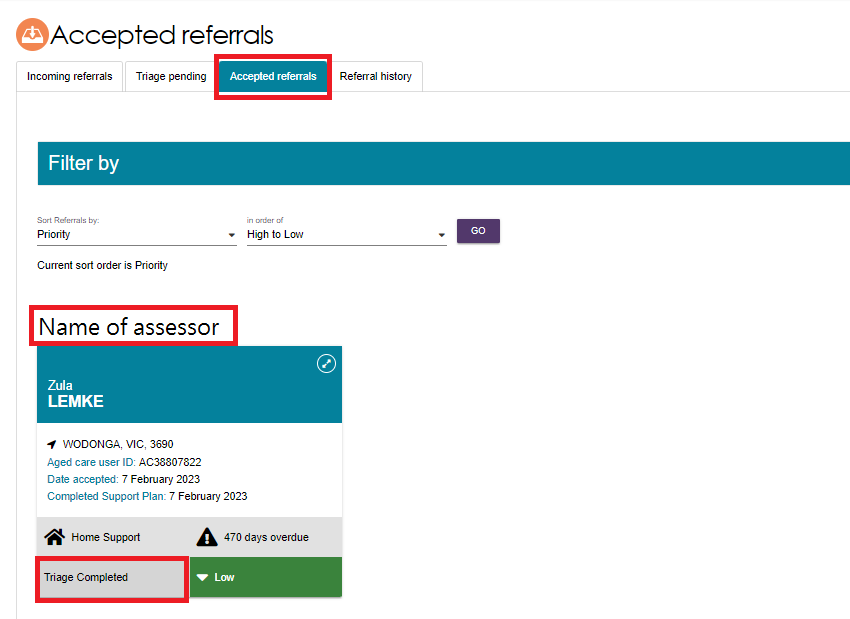 Accepted referrals
Incoming referrals
Triage pending
Accepted referrals
Referral history
Filter by
Sort Referrals by:
in order of
Priority
High to Low
GO
Current sort order is Priority
Name of assessor
Zula
LEMKE
WODONGA, VIC, 3690
Aged care user ID: AC38807822
Date accepted: 7 February 2023
Completed Support Plan: 7 February 2023
Home Support
470 days overdue
Triage Completed
Low